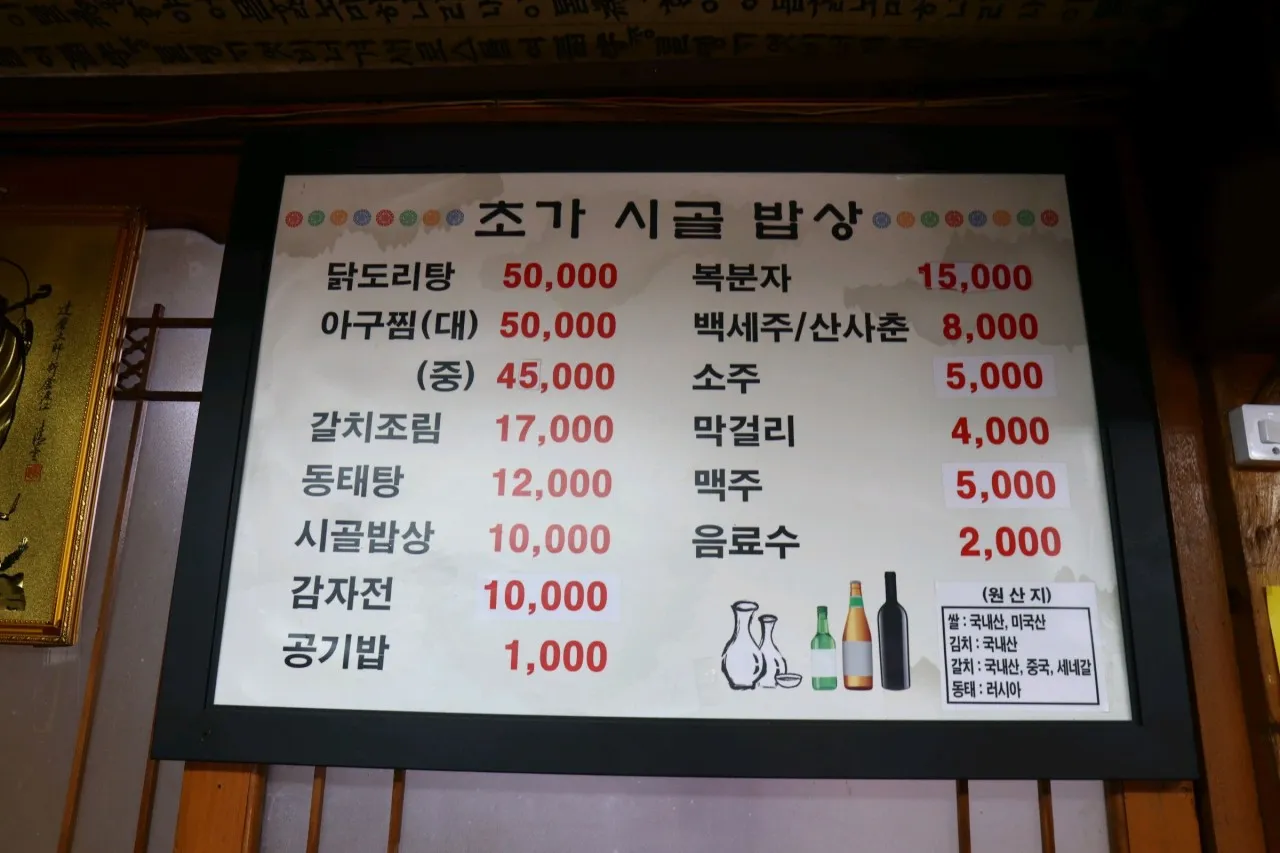 초가 시골 밥상
닭도리탕 50,000
아구찜(대) 50,000
(중) 45,000
갈치조림 17,000
동태탕 12,000
시골밥상 10,000
감자전 10,000
공기밥 1,000
복분자 15,000
백세주/산사춘 8,000
소주 5,000
막걸리 4,000
맥주 5,000
음료수 2,000
(원 산 지)
쌀 : 국내산, 미국산
김치 : 국내산
갈치 : 국내산, 중국, 세네갈
동태 : 러시아